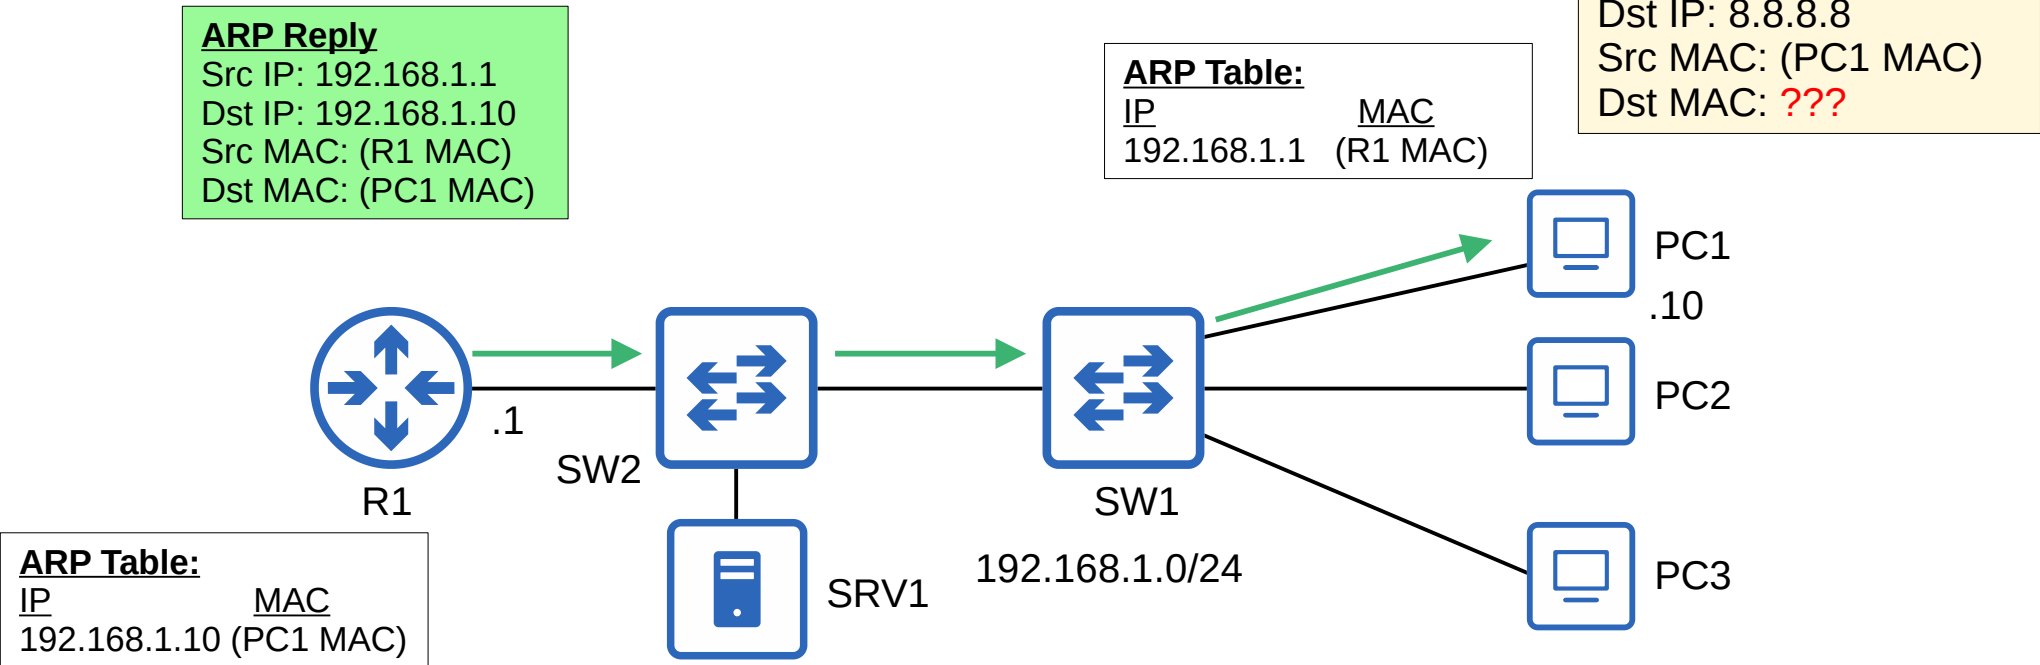 ARP Reply
Src IP: 192.168.1.1
Dst IP: 192.168.1.10
Src MAC: (R1 MAC)
Dst MAC: (PC1 MAC)
ARP Table:
IP MAC
192.168.1.1 (R1 MAC)
Dst IP: 8.8.8.8
Src MAC: (PC1 MAC)
Dst MAC: ???
PC1
.10
PC2
PC3
.1
R1
SW2
SW1
SRV1
192.168.1.0/24
ARP Table:
IP MAC
192.168.1.10 (PC1 MAC)